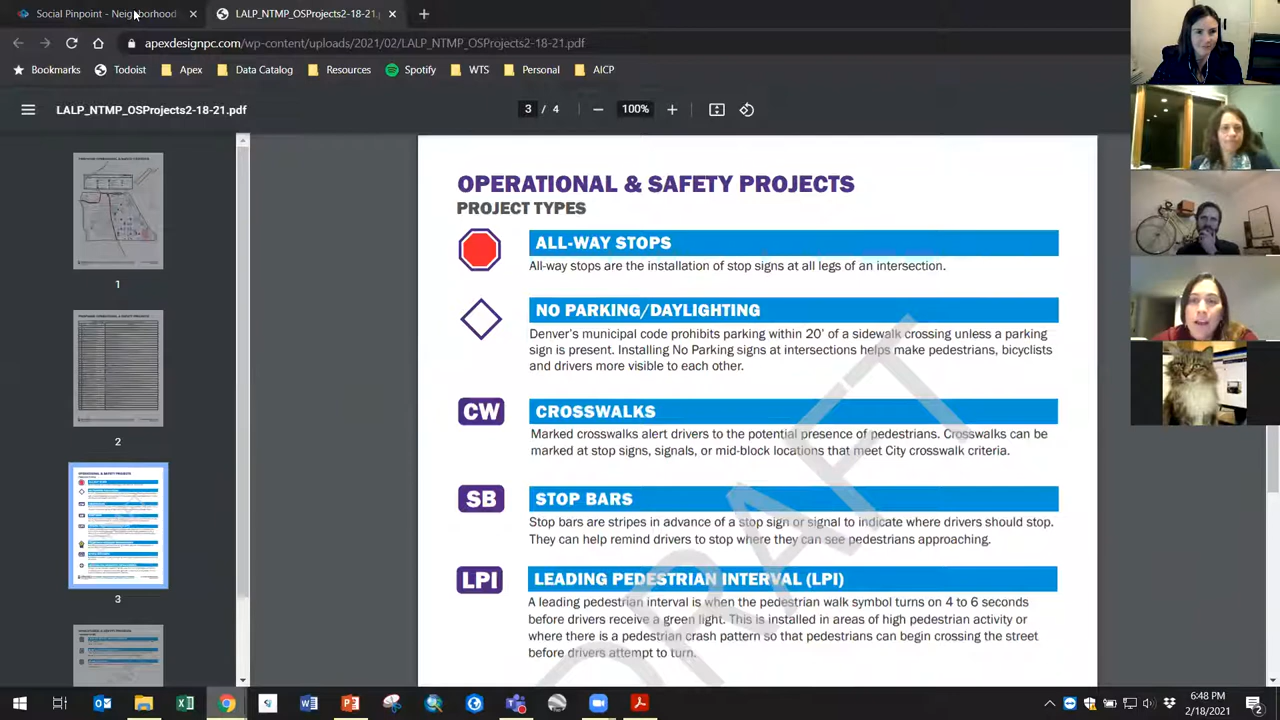 Social Pinpoint - Neighborhood
LALP_NTMP_OSProjects2-18-21.
apexdesignpc.com/wp-content/uploads/2021/02/LALP_NTMP_OSProjects2-18-21.pdf
Bookmarks Todoist Apex Data Catalog Resources Spotify WTS Personal AICP
LALP_NTMP_OSProjects2-18-21.pdf
3 / 4
100%
1
2
3
OPERATIONAL & SAFETY PROJECTS
PROJECT TYPES
ALL-WAY STOPS
All-way stops are the installation of stop signs at all legs of an intersection.
NO PARKING/DAYLIGHTING
Denver's municipal code prohibits parking within 20' of a sidewalk crossing unless a parking
sign is present. Installing No Parking signs at intersections helps make pedestrians, bicyclists
and drivers more visible to each other.
CW
CROSSWALKS
Marked crosswalks alert drivers to the potential presence of pedestrians. Crosswalks can be
marked at stop signs, signals, or mid-block locations that meet City crosswalk criteria.
SB
STOP BARS
Stop bars are stripes in advance of a stop sign or signal to indicate where drivers should stop.
They can help remind drivers to stop where they can see pedestrians approaching.
LPI
LEADING PEDESTRIAN INTERVAL (LPI)
A leading pedestrian interval is when the pedestrian walk symbol turns on 4 to 6 seconds
before drivers receive a green light. This is installed in areas of high pedestrian activity or
where there is a pedestrian crash pattern so that pedestrians can begin crossing the street
before drivers attempt to turn.
DRAFT
6:48 PM
2/18/2021
2